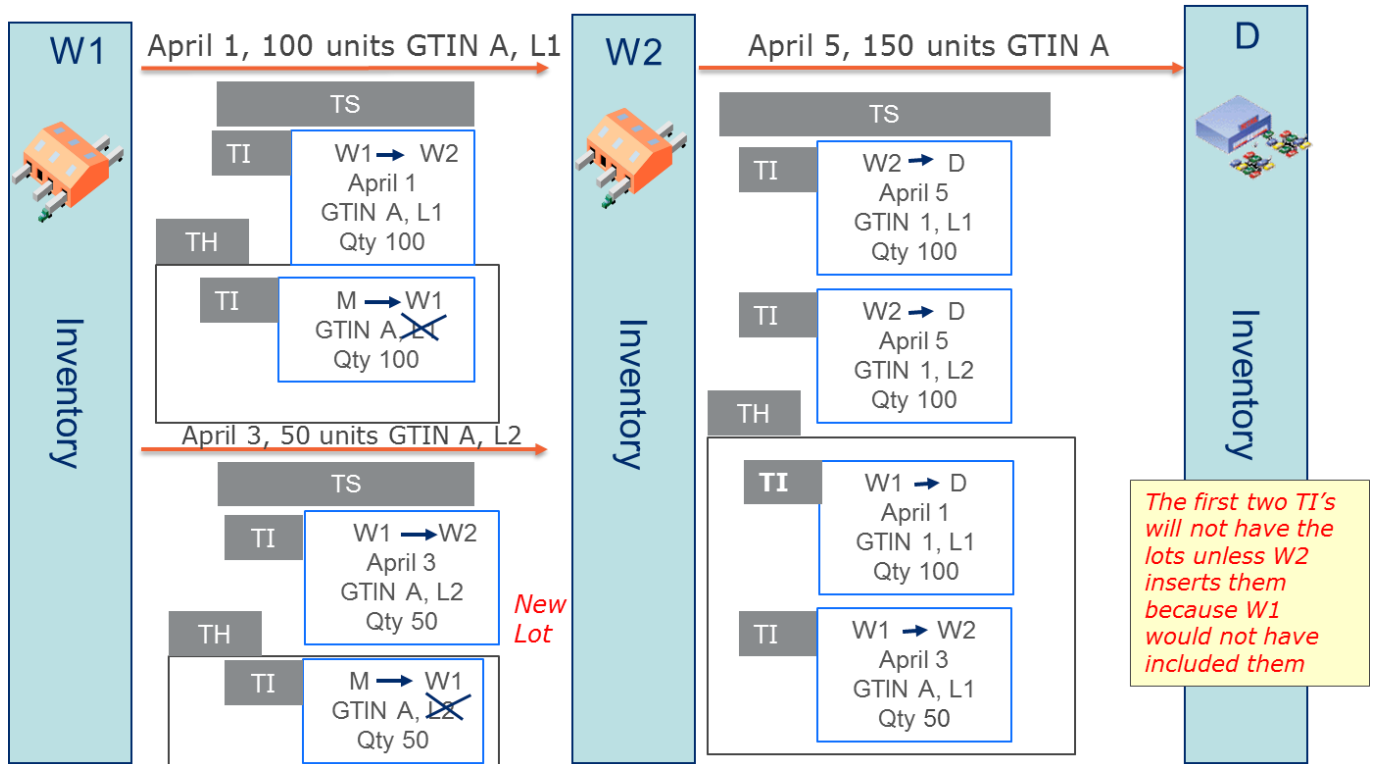 W1
Inventory
April 1, 100 units GTIN A, L1
TS
TI
W1 → W2
April 1
GTIN A, L1
Qty 100
TH
TI
M → W1
GTIN A, L1
Qty 100
April 3, 50 units GTIN A, L2
TS
TI
W1 → W2
April 3
GTIN A, L2
Qty 50
New
Lot
TH
TI
M → W1
GTIN A, L2
Qty 50
W2
Inventory
April 5, 150 units GTIN A
TS
TI
W2 → D
April 5
GTIN 1, L1
Qty 100
TI
W2 → D
April 5
GTIN 1, L2
Qty 100
TH
TI
W1 → D
April 1
GTIN 1, L1
Qty 100
TI
W1 → W2
April 3
GTIN A, L1
Qty 50
D
Inventory
The first two TI's
will not have the
lots unless W2
inserts them
because W1
would not have
included them